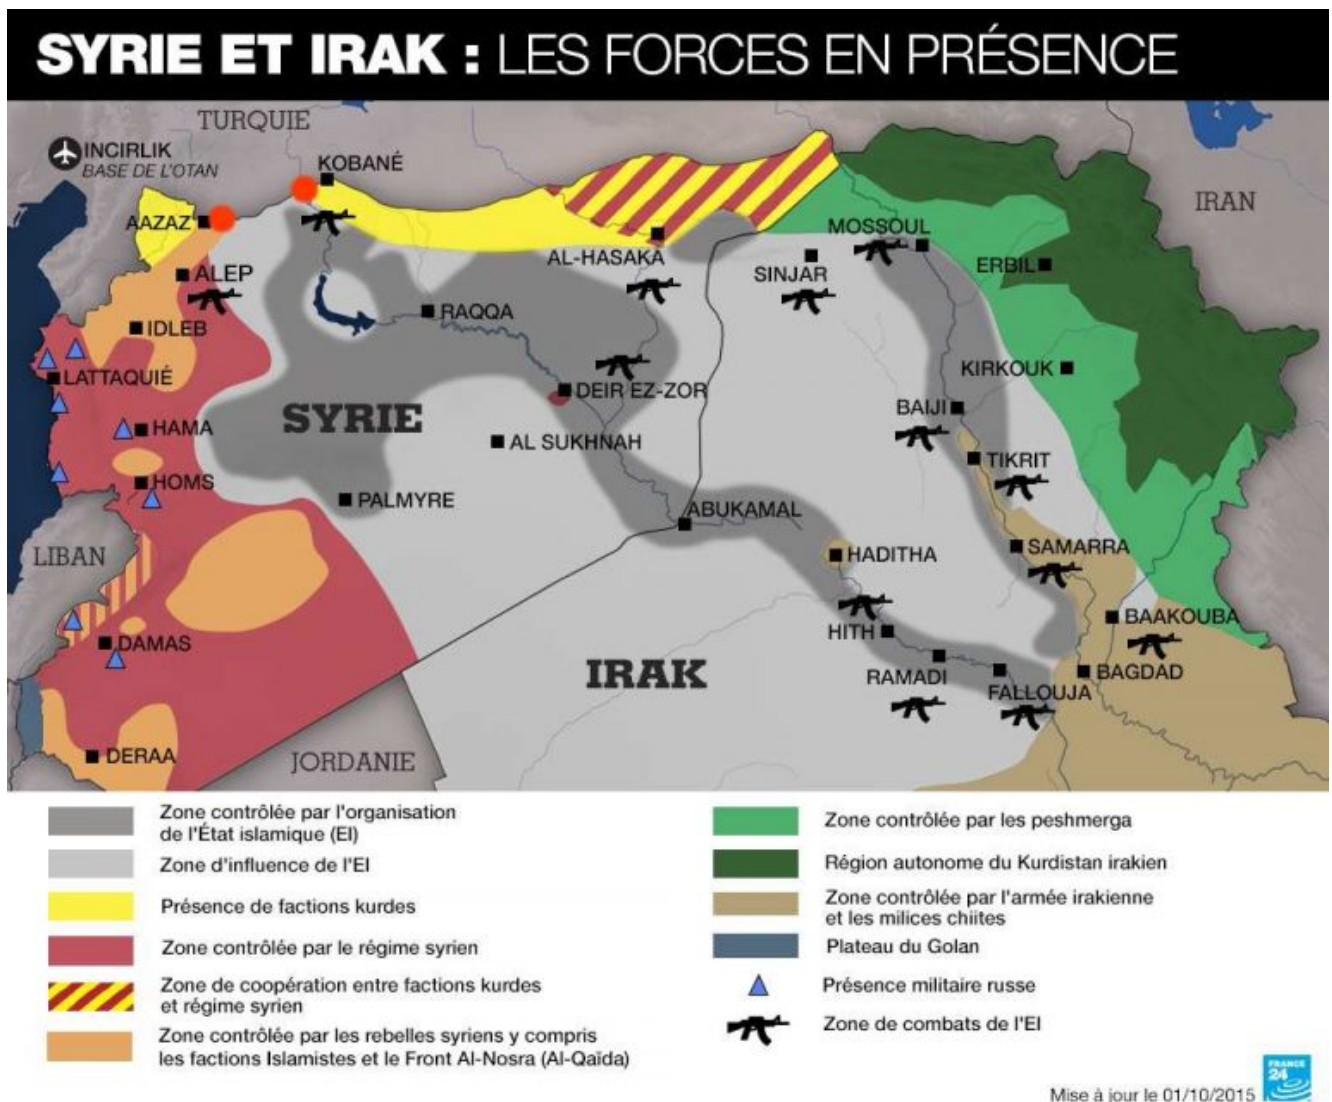 SYRIE ET IRAK : LES FORCES EN PRÉSENCE
TURQUIE
INCIRLIK
BASE DE L'OTAN
KOBANÉ
IRAN
AAZAZ
MOSSOUL
AL-HASAKA
SINJAR
ERBIL
ALEP
RAQQA
IDLEB
KIRKOUK
LATTAQUIÉ
DEIR EZ-ZOR
BAIJI
SYRIE
HAMA
AL SUKHNAH
TIKRIT
HOMS
PALMYRE
ABUKAMAL
LIBAN
HADITHA
SAMARRA
BAAKOUBA
HITH
DAMAS
IRAK
RAMADI
BAGDAD
FALLOUJA
DERAA
JORDANIE
Zone contrôlée par l'organisation
de l'État islamique (EI)
Zone d'influence de l'EI
Présence de factions kurdes
Zone contrôlée par le régime syrien
Zone de coopération entre factions kurdes
et régime syrien
Zone contrôlée par les rebelles syriens y compris
les factions Islamistes et le Front Al-Nosra (Al-Qaïda)
Zone contrôlée par les peshmerga
Région autonome du Kurdistan irakien
Zone contrôlée par l'armée irakienne
et les milices chiites
Plateau du Golan
Présence militaire russe
Zone de combats de l'EI
Mise à jour le 01/10/2015
FRANCE
24